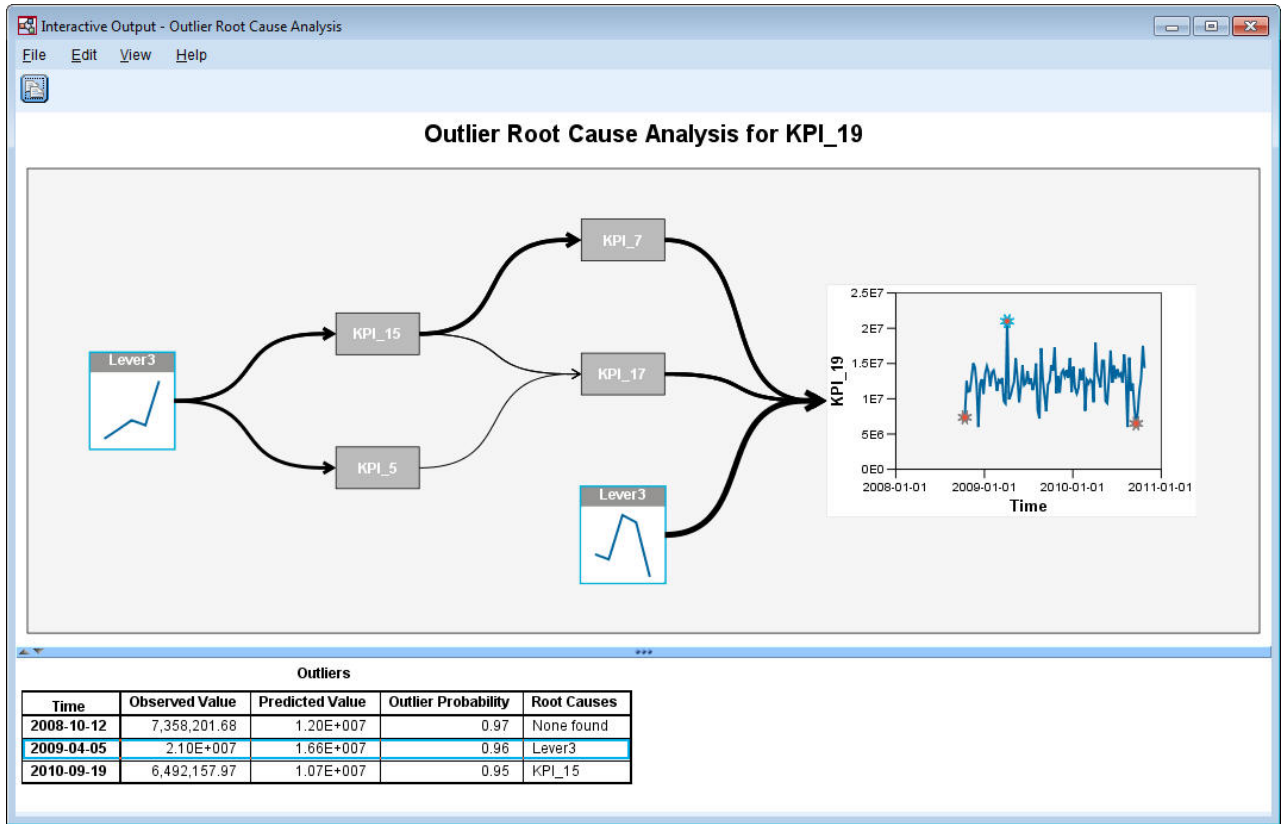 Interactive Output - Outlier Root Cause Analysis
File Edit View Help
Outlier Root Cause Analysis for KPI_19
KPI_7
KPI_15
KPI_17
Lever3
KPI_5
Lever3
KPI_19
2.5E7
2E7
1.5E7
1E7
5E6
0E0
2008-01-01 2009-01-01 2010-01-01 2011-01-01
Time
Outliers
Time Observed Value Predicted Value Outlier Probability Root Causes
2008-10-12 7,358,201.68 1.20E+007 0.97 None found
2009-04-05 2.10E+007 1.66E+007 0.96 Lever3
2010-09-19 6,492,157.97 1.07E+007 0.95 KPI_15